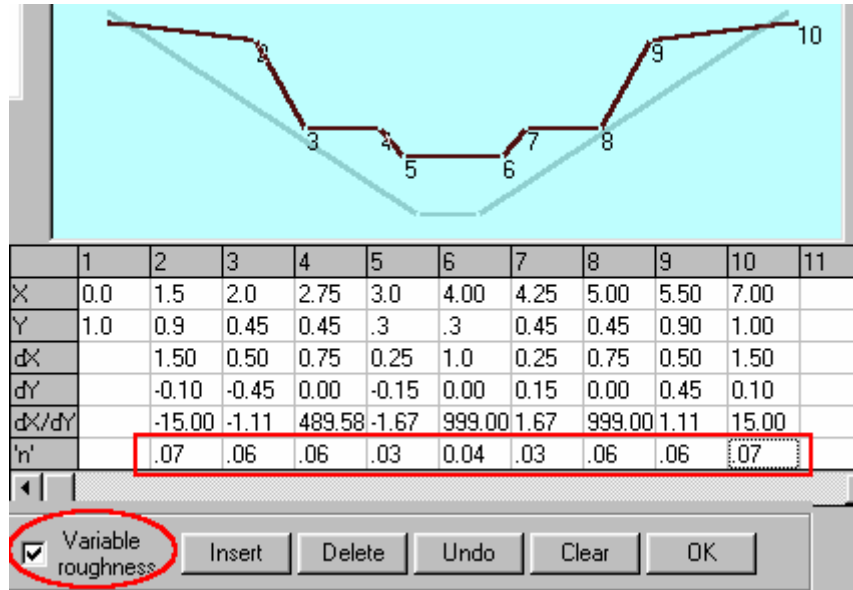 10
2
9
3
4
7
8
5
6
1 2 3 4 5 6 7 8 9 10 11
X 0.0 1.5 2.0 2.75 3.0 4.00 4.25 5.00 5.50 7.00
Y 1.0 0.9 0.45 0.45 .3 .3 0.45 0.45 0.90 1.00
dX 1.50 0.50 0.75 0.25 1.0 0.25 0.75 0.50 1.50
dY -0.10 -0.45 0.00 -0.15 0.00 0.15 0.00 0.45 0.10
dX/dY -15.00 -1.11 489.58 -1.67 999.00 1.67 999.00 1.11 15.00
'n' .07 .06 .06 .03 0.04 .03 .06 .06 .07
Variable
roughness
Insert Delete Undo Clear OK